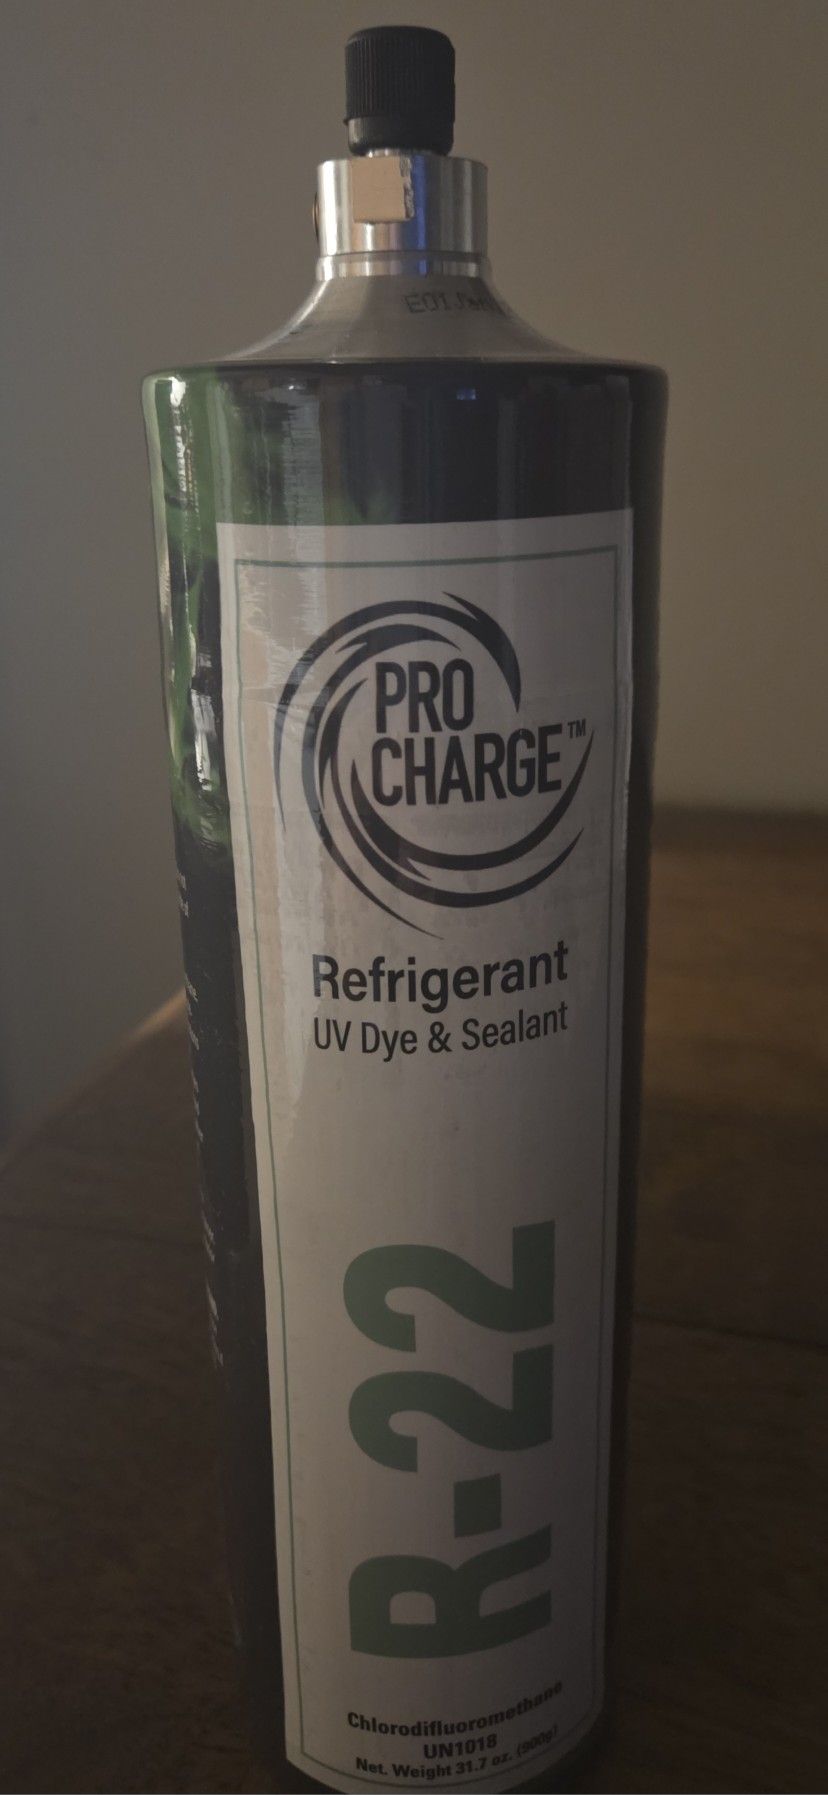 PRO
CHARGE™
Refrigerant
UV Dye & Sealant
R-22
Chlorodifluoromethane
UN1018
Net. Weight 31.7 oz. (900g)